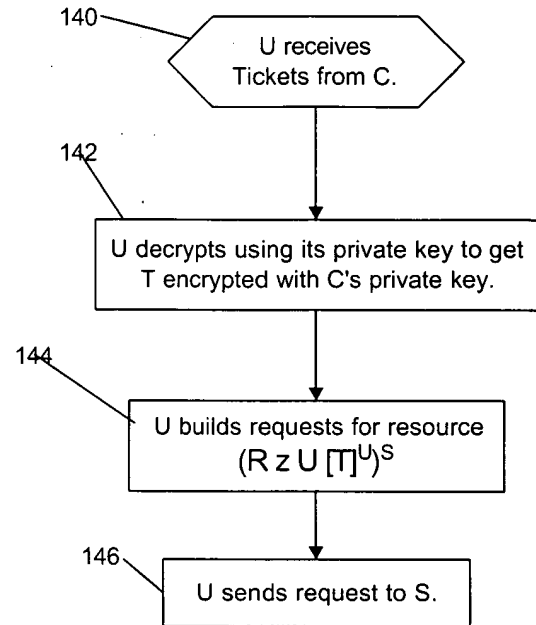 140
U receives
Tickets from C.
142
U decrypts using its private key to get
T encrypted with C's private key.
144
U builds requests for resource
(R z U [T]ᵁ)ˢ
146
U sends request to S.